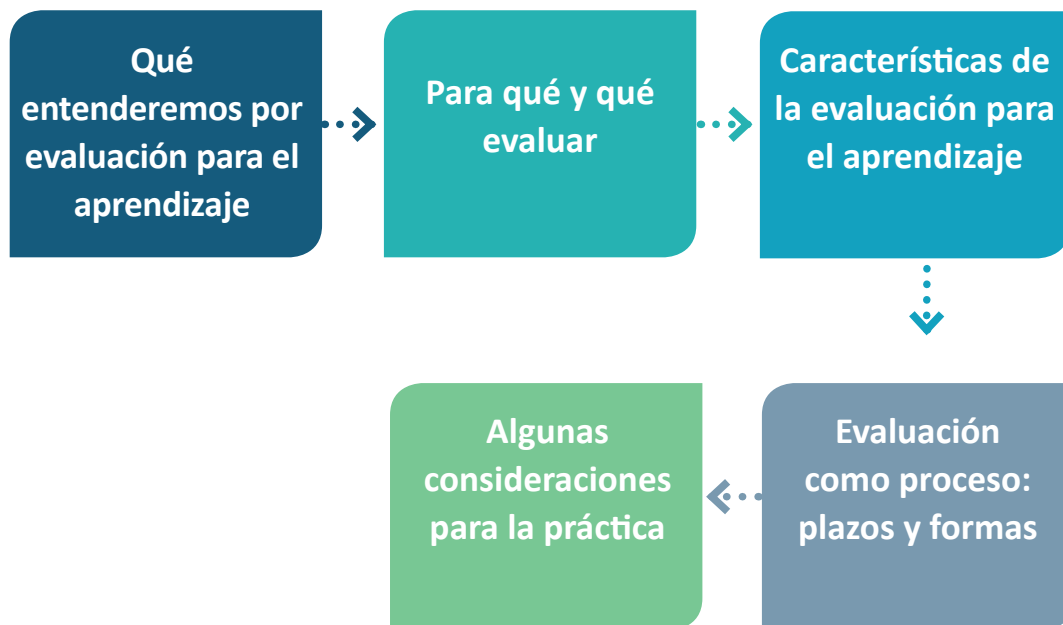 Qué
entenderemos por
evaluación para el
aprendizaje
Para qué y qué
evaluar
Características de
la evaluación para
el aprendizaje
Evaluación
como proceso:
plazos y formas
Algunas
consideraciones
para la práctica